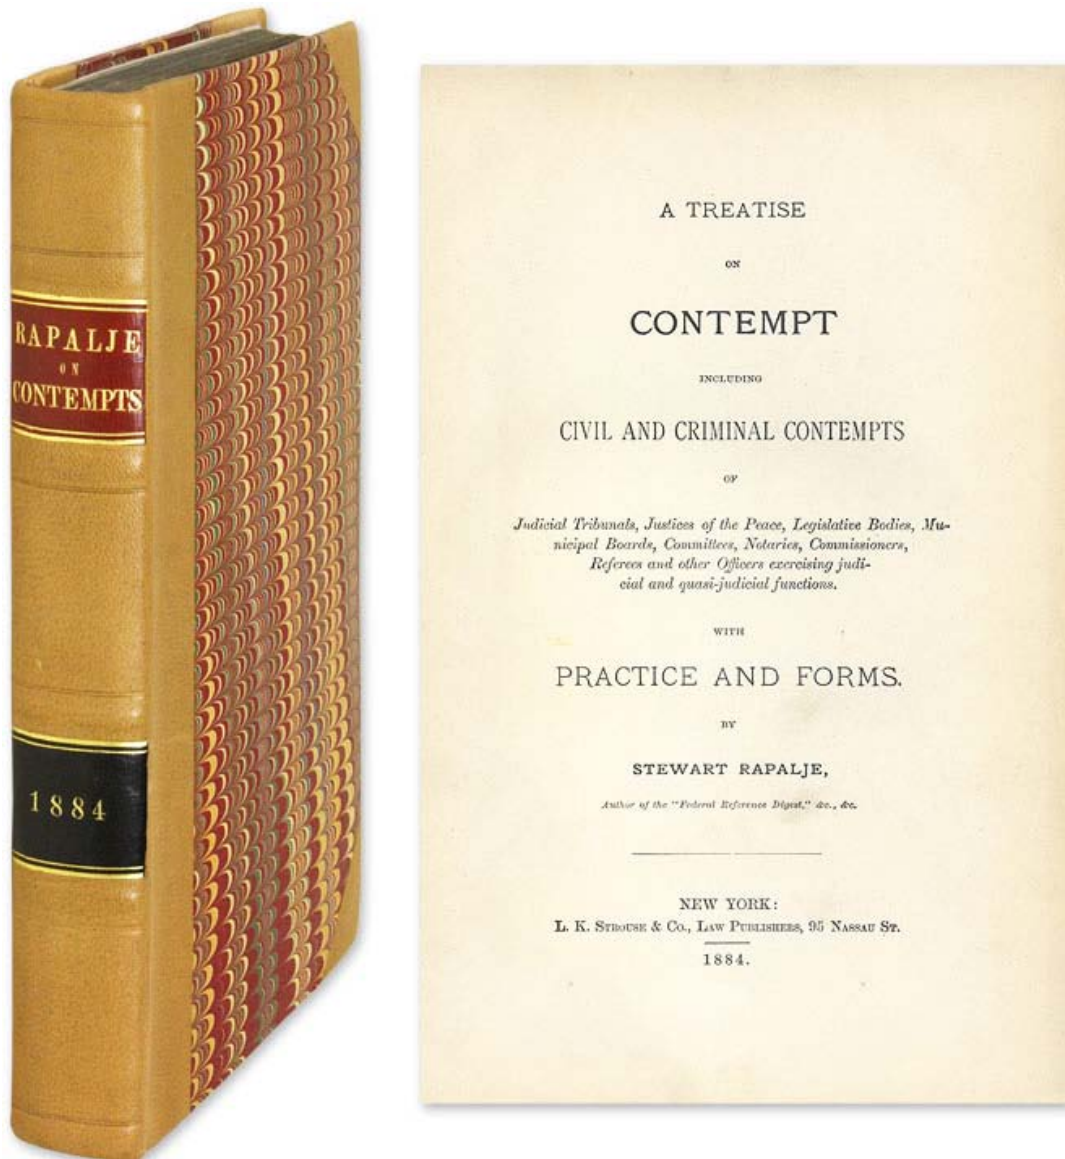 RAPALJE
ON
CONTEMPTS
1884
A TREATISE
ON
CONTEMPT
INCLUDING
CIVIL AND CRIMINAL CONTEMPTS
OF
Judicial Tribunals, Justices of the Peace, Legislative Bodies, Mu-
nicipal Boards, Committees, Notaries, Commissioners,
Referees and other Officers exercising judi-
cial and quasi-judicial functions.
WITH
PRACTICE AND FORMS.
BY
STEWART RAPALJE,
Author of the "Federal Reference Digest," &c., &c.
NEW YORK:
L. K. STROUSE & CO., LAW PUBLISHERS, 95 NASSAU ST.
1884.